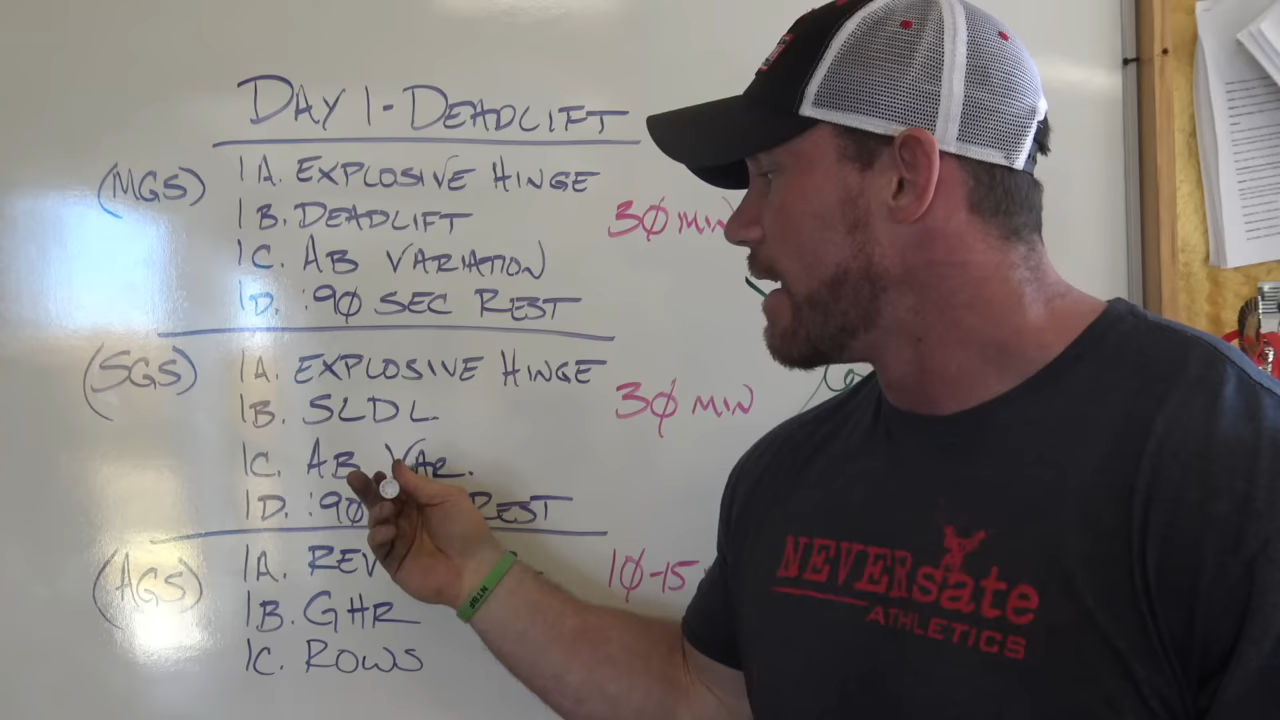 DAY 1-DEADLIFT
(MGS) 1A. EXPLOSIVE HINGE
1B. DEADLIFT 30 MIN
1C. AB VARIATION
1D. :90 SEC REST
(SGS) 1A. EXPLOSIVE HINGE
1B. SLDL 30 MIN
1C. AB VAR.
1D. :90 REST
(AGS) 1A. REV 10-15
1B. GHR
1C. ROWS
NEVERsate
ATHLETICS
NTBF